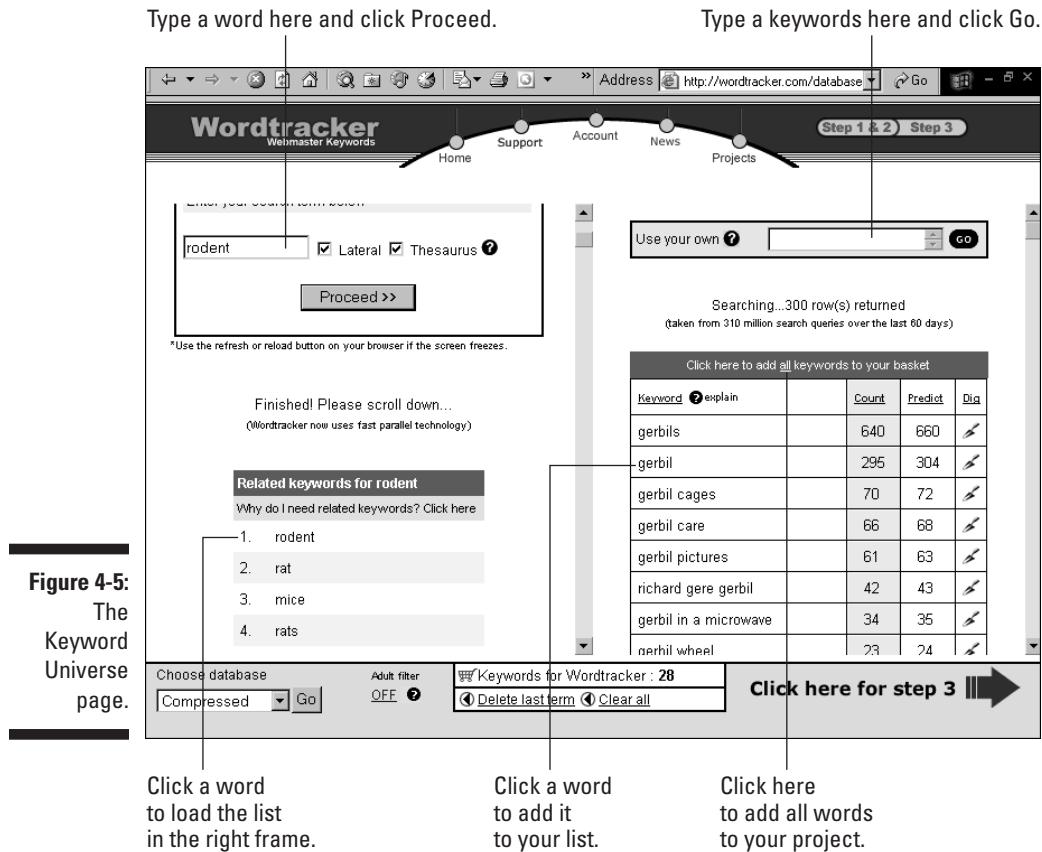 Type a word here and click Proceed.
Type a keywords here and click Go.
» Address http://wordtracker.com/database Go
Wordtracker
Webmaster Keywords
Home
Support
Account
News
Projects
Step 1 & 2 Step 3
Enter your search term below
rodent Lateral Thesaurus ?
Proceed >>
*Use the refresh or reload button on your browser if the screen freezes.
Finished! Please scroll down...
(Wordtracker now uses fast parallel technology)
Related keywords for rodent
Why do I need related keywords? Click here
1. rodent
2. rat
3. mice
4. rats
Use your own ? GO
Searching...300 row(s) returned
(taken from 310 million search queries over the last 60 days)
Click here to add all keywords to your basket
Keyword ? explain Count Predict Dig
gerbils 640 660
gerbil 295 304
gerbil cages 70 72
gerbil care 66 68
gerbil pictures 61 63
richard gere gerbil 42 43
gerbil in a microwave 34 35
gerbil wheel 23 24
Choose database
Compressed Go
Adult filter
OFF ?
Keywords for Wordtracker : 28
Delete last term Clear all
Click here for step 3
Figure 4-5:
The
Keyword
Universe
page.
Click a word
to load the list
in the right frame.
Click a word
to add it
to your list.
Click here
to add all words
to your project.